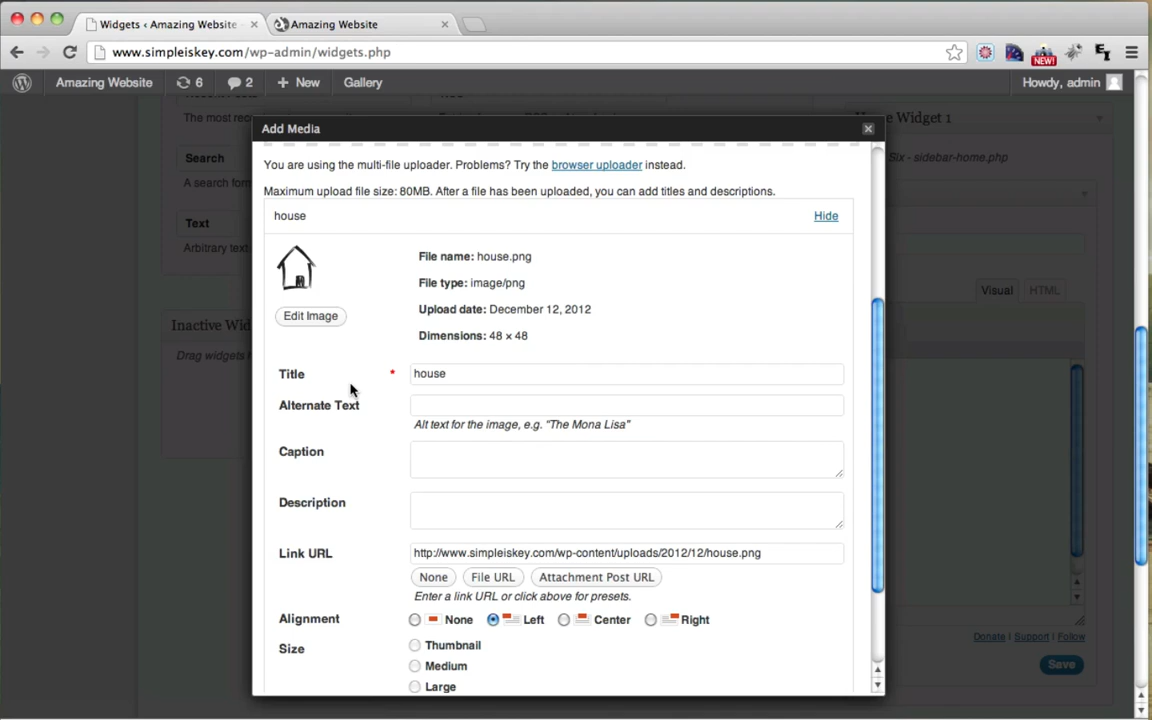 Widgets ‹ Amazing Website
Amazing Website
www.simpleiskey.com/wp-admin/widgets.php
NEW!
Amazing Website
6
2
New
Gallery
Howdy, admin
The most rec
Search
A search form
Text
Arbitrary text
Inactive Wid
Drag widgets
Add Media
You are using the multi-file uploader. Problems? Try the browser uploader instead.
Maximum upload file size: 80MB. After a file has been uploaded, you can add titles and descriptions.
house
Hide
File name: house.png
File type: image/png
Upload date: December 12, 2012
Dimensions: 48 × 48
Edit Image
Title * house
Alternate Text
Alt text for the image, e.g. "The Mona Lisa"
Caption
Description
Link URL http://www.simpleiskey.com/wp-content/uploads/2012/12/house.png
None File URL Attachment Post URL
Enter a link URL or click above for presets.
Alignment None Left Center Right
Size Thumbnail
Medium
Large
Widget 1
Six - sidebar-home.php
Visual HTML
Donate | Support | Follow
Save